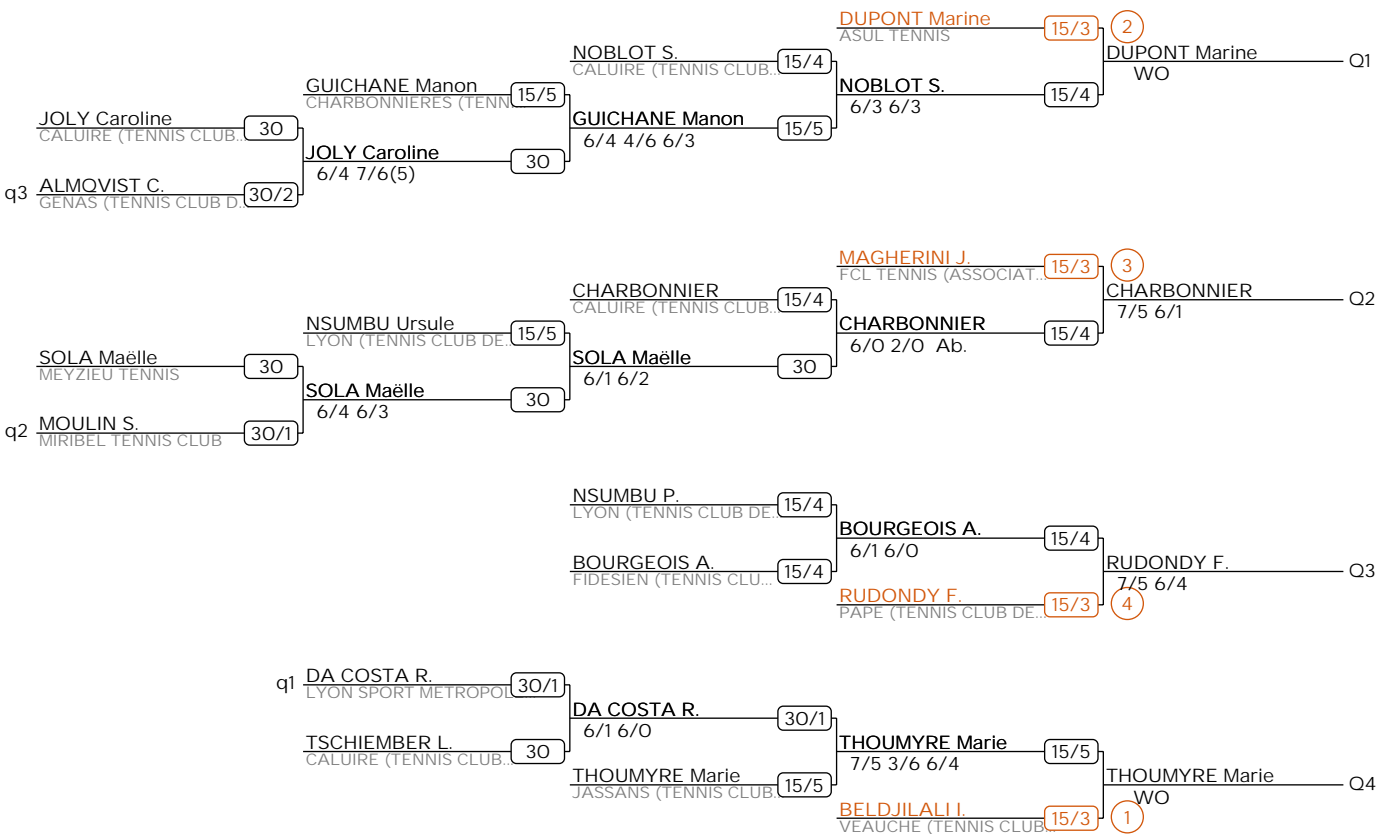 DUPONT Marine 15/3 2
ASUL TENNIS
NOBLOT S. 15/4
CALUIRE (TENNIS CLUB...
DUPONT Marine Q1
WO
GUICHANE Manon 15/5
CHARBONNIERES (TENN...
NOBLOT S. 15/4
6/3 6/3
JOLY Caroline 30
CALUIRE (TENNIS CLUB...
GUICHANE Manon 15/5
6/4 4/6 6/3
JOLY Caroline 30
6/4 7/6(5)
q3 ALMQVIST C. 30/2
GENAS (TENNIS CLUB D...
MAGHERINI J. 15/3 3
FCL TENNIS (ASSOCIAT...
CHARBONNIER 15/4
CALUIRE (TENNIS CLUB...
CHARBONNIER Q2
7/5 6/1
NSUMBU Ursule 15/5
LYON (TENNIS CLUB DE...
CHARBONNIER 15/4
6/0 2/0 Ab.
SOLA Maëlle 30
MEYZIEU TENNIS
SOLA Maëlle 30
6/1 6/2
SOLA Maëlle 30
6/4 6/3
q2 MOULIN S. 30/1
MIRIBEL TENNIS CLUB
NSUMBU P. 15/4
LYON (TENNIS CLUB DE...
BOURGEOIS A. 15/4
6/1 6/0
BOURGEOIS A. 15/4
FIDESIEN (TENNIS CLU...
RUDONDY F. Q3
7/5 6/4
RUDONDY F. 15/3 4
PAPE (TENNIS CLUB DE...
q1 DA COSTA R. 30/1
LYON SPORT METROPOL...
DA COSTA R. 30/1
6/1 6/0
TSCHIEMBER L. 30
CALUIRE (TENNIS CLUB...
THOUMYRE Marie 15/5
7/5 3/6 6/4
THOUMYRE Marie 15/5
JASSANS (TENNIS CLUB...
THOUMYRE Marie Q4
WO
BELDJILALI I. 15/3 1
VEAUCHE (TENNIS CLUB...